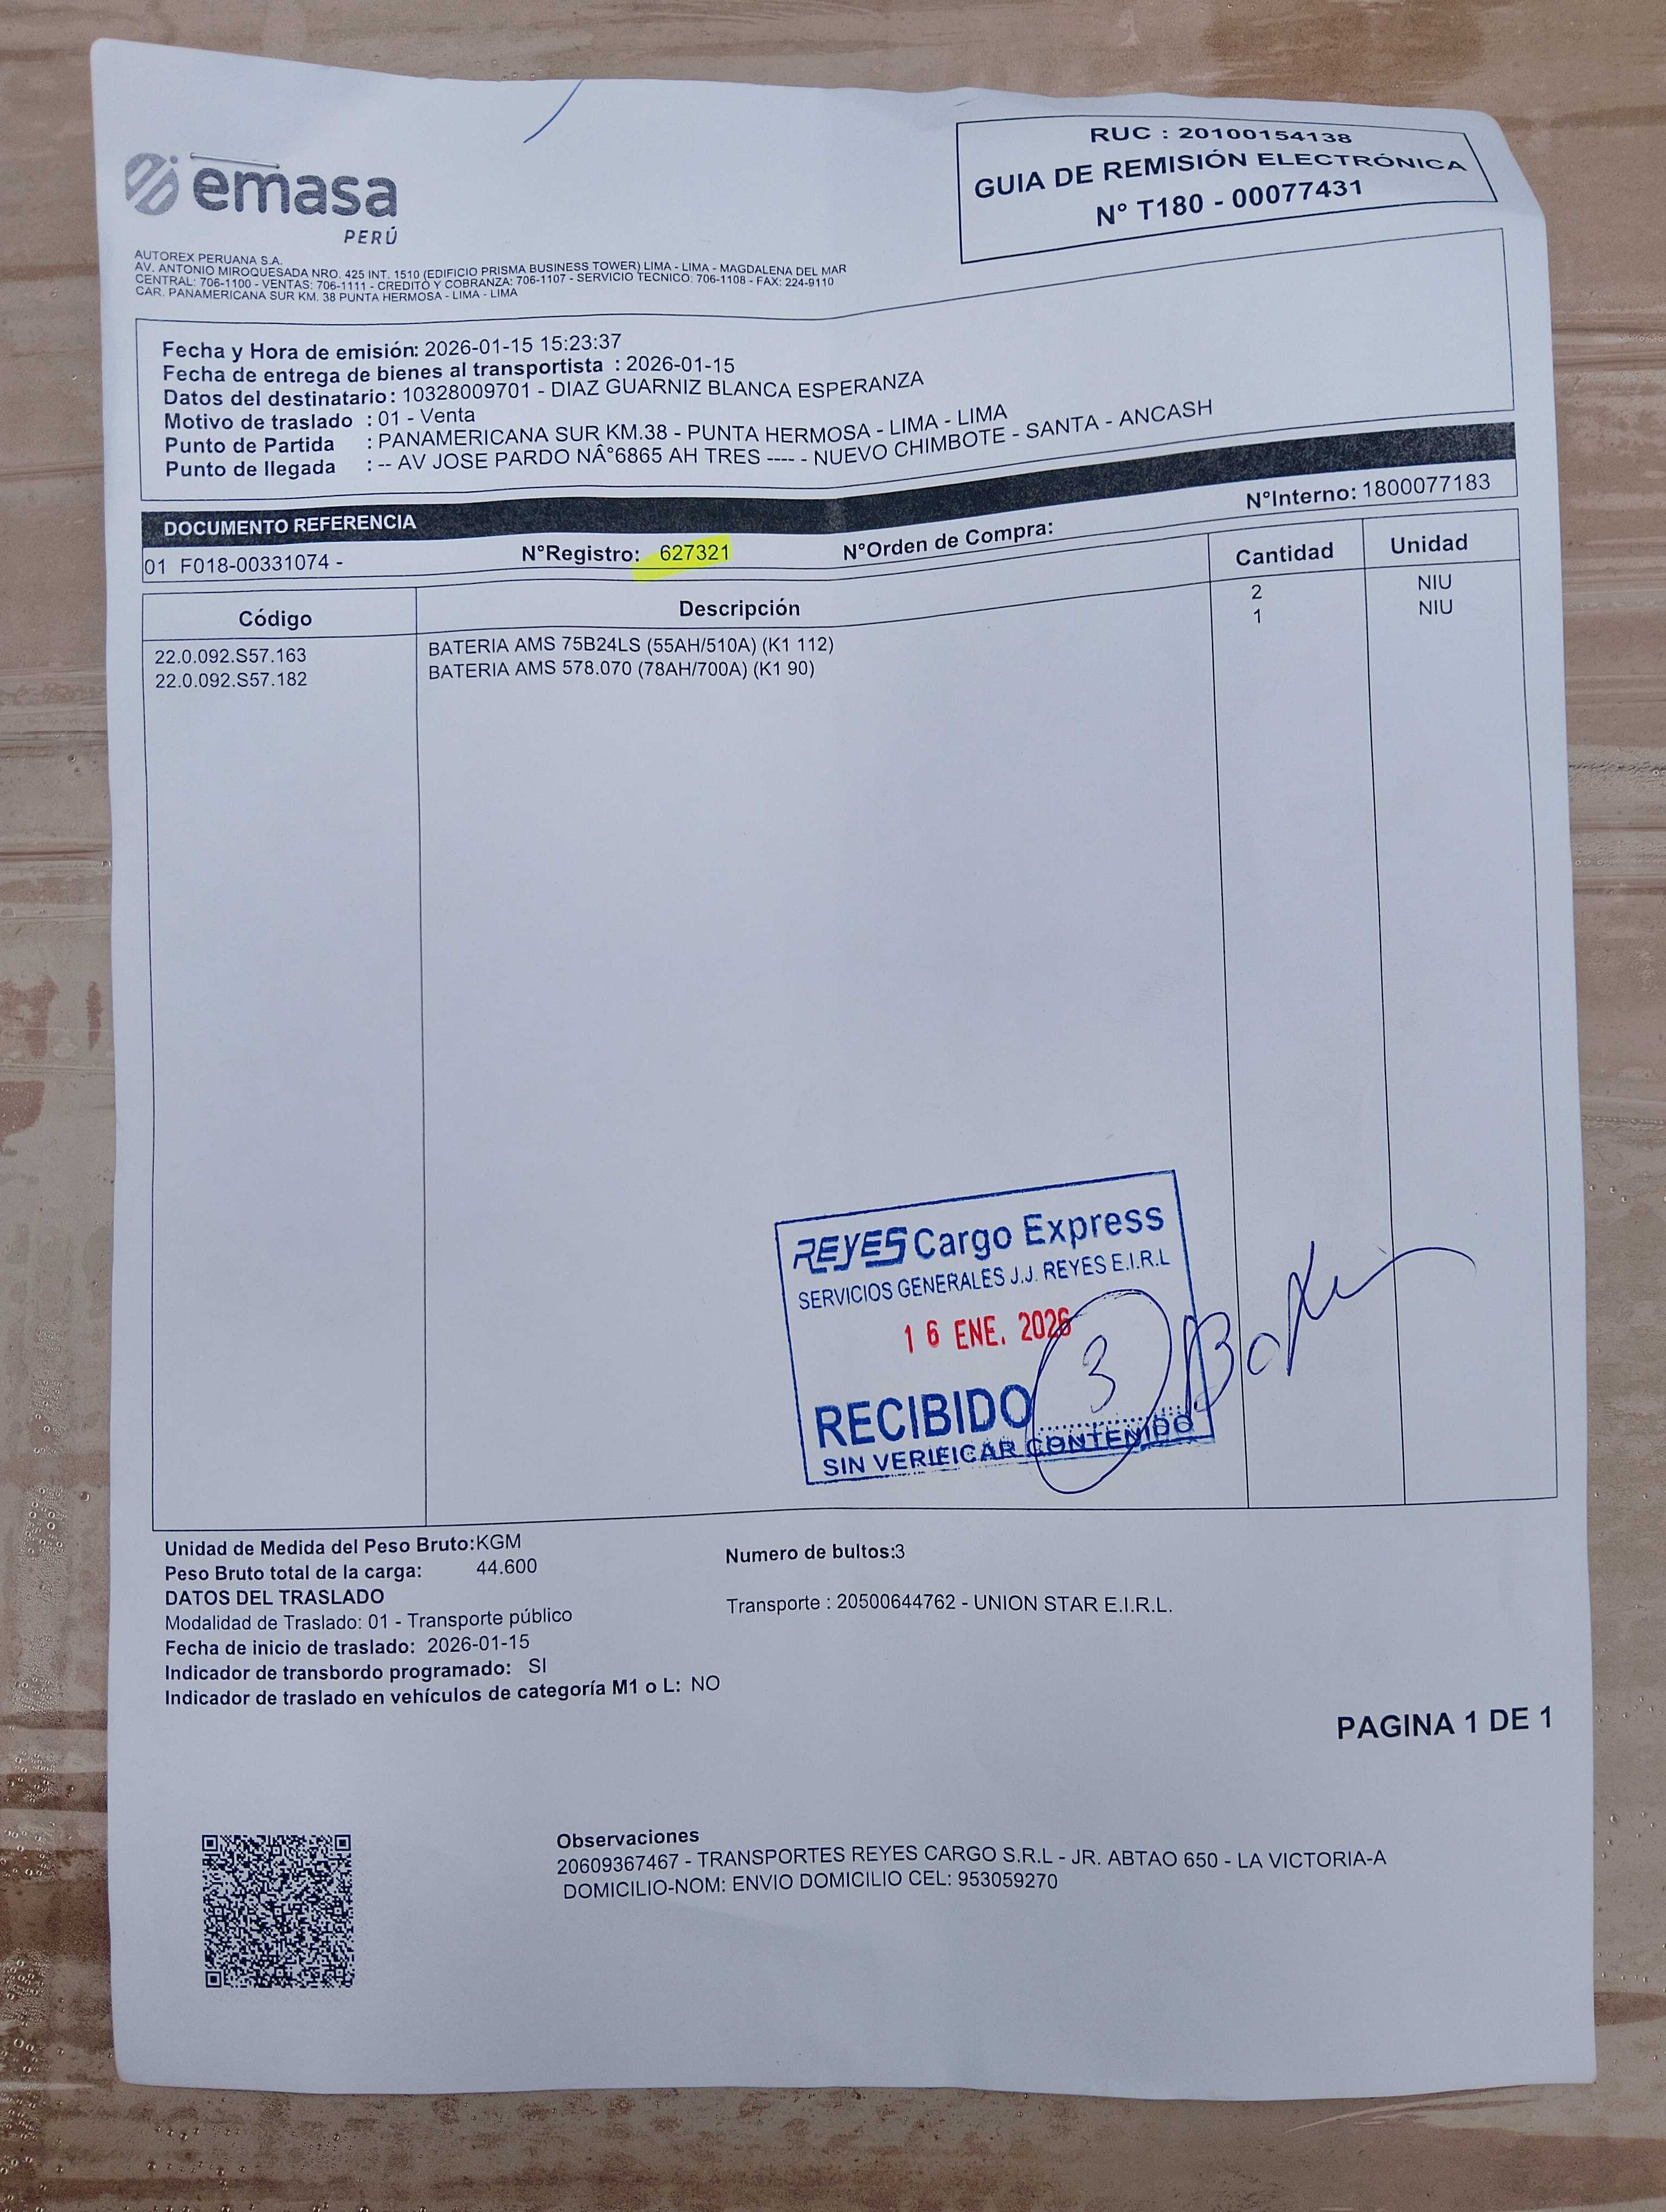 emasa
PERÚ
RUC : 20100154138
GUIA DE REMISIÓN ELECTRÓNICA
N° T180 - 00077431
AUTOREX PERUANA S.A.
AV. ANTONIO MIROQUESADA NRO. 425 INT. 1510 (EDIFICIO PRISMA BUSINESS TOWER) LIMA - LIMA - MAGDALENA DEL MAR
CENTRAL: 706-1100 - VENTAS: 706-1111 - CREDITO Y COBRANZA: 706-1107 - SERVICIO TECNICO: 706-1108 - FAX: 224-9110
CAR. PANAMERICANA SUR KM. 38 PUNTA HERMOSA - LIMA - LIMA
Fecha y Hora de emisión: 2026-01-15 15:23:37
Fecha de entrega de bienes al transportista : 2026-01-15
Datos del destinatario: 10328009701 - DIAZ GUARNIZ BLANCA ESPERANZA
Motivo de traslado : 01 - Venta
Punto de Partida : PANAMERICANA SUR KM.38 - PUNTA HERMOSA - LIMA - LIMA
Punto de llegada : -- AV JOSE PARDO NÂ°6865 AH TRES ---- - NUEVO CHIMBOTE - SANTA - ANCASH
DOCUMENTO REFERENCIA
N°Interno: 1800077183
01 F018-00331074 - N°Registro: 627321 N°Orden de Compra:
Código Descripción Cantidad Unidad
22.0.092.S57.163 BATERIA AMS 75B24LS (55AH/510A) (K1 112) 2 NIU
22.0.092.S57.182 BATERIA AMS 578.070 (78AH/700A) (K1 90) 1 NIU
REYES Cargo Express
SERVICIOS GENERALES J.J. REYES E.I.R.L
16 ENE. 2026
RECIBIDO 3
SIN VERIFICAR CONTENIDO
Unidad de Medida del Peso Bruto:KGM
Peso Bruto total de la carga: 44.600
Numero de bultos:3
DATOS DEL TRASLADO
Modalidad de Traslado: 01 - Transporte público
Transporte : 20500644762 - UNION STAR E.I.R.L.
Fecha de inicio de traslado: 2026-01-15
Indicador de transbordo programado: SI
Indicador de traslado en vehículos de categoría M1 o L: NO
PAGINA 1 DE 1
Observaciones
20609367467 - TRANSPORTES REYES CARGO S.R.L - JR. ABTAO 650 - LA VICTORIA-A
DOMICILIO-NOM: ENVIO DOMICILIO CEL: 953059270